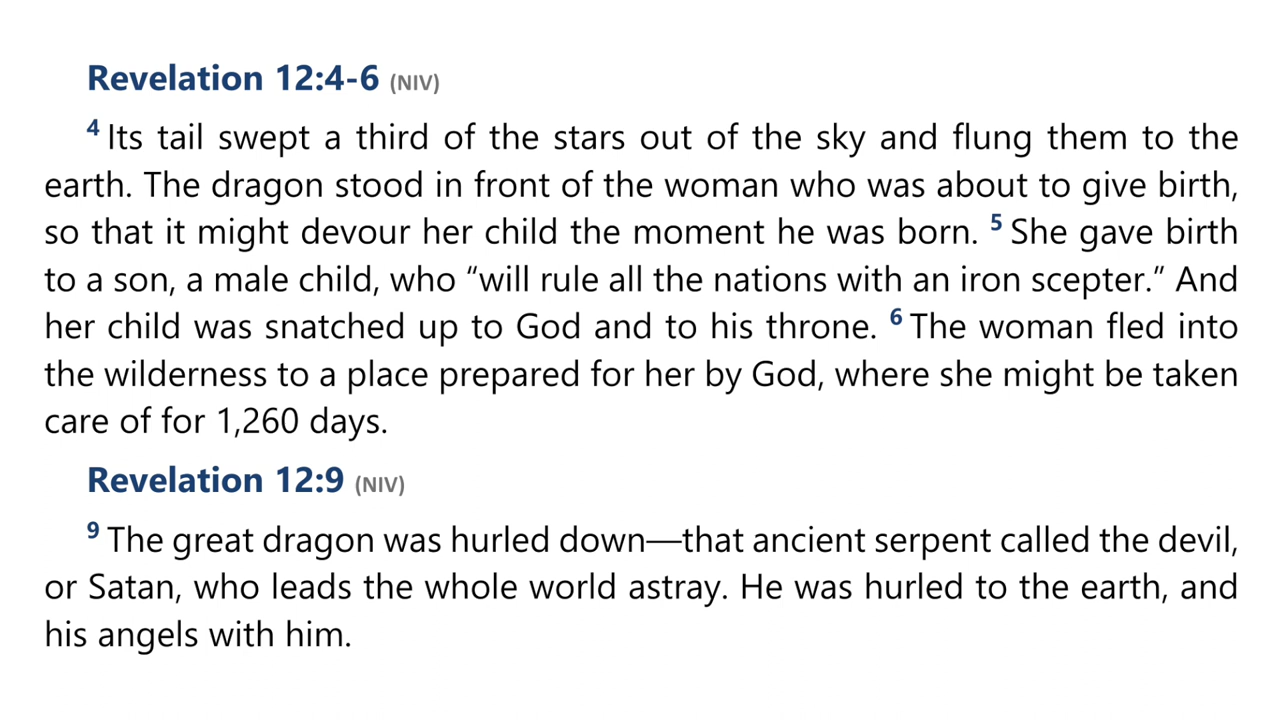 Revelation 12:4-6 (NIV)
4 Its tail swept a third of the stars out of the sky and flung them to the
earth. The dragon stood in front of the woman who was about to give birth,
so that it might devour her child the moment he was born. 5 She gave birth
to a son, a male child, who “will rule all the nations with an iron scepter.” And
her child was snatched up to God and to his throne. 6 The woman fled into
the wilderness to a place prepared for her by God, where she might be taken
care of for 1,260 days.
Revelation 12:9 (NIV)
9 The great dragon was hurled down—that ancient serpent called the devil,
or Satan, who leads the whole world astray. He was hurled to the earth, and
his angels with him.